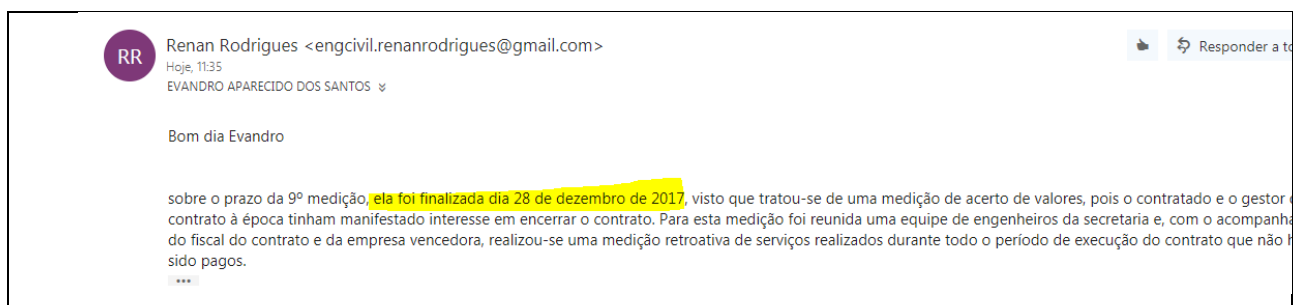 RR
Renan Rodrigues <engcivil.renanrodrigues@gmail.com>
Responder a
Hoje, 11:35
EVANDRO APARECIDO DOS SANTOS
Bom dia Evandro
sobre o prazo da 9º medição, ela foi finalizada dia 28 de dezembro de 2017, visto que tratou-se de uma medição de acerto de valores, pois o contratado e o gestor
contrato à época tinham manifestado interesse em encerrar o contrato. Para esta medição foi reunida uma equipe de engenheiros da secretaria e, com o
do fiscal do contrato e da empresa vencedora, realizou-se uma medição retroativa de serviços realizados durante todo o período de execução do contrato que não
sido pagos.